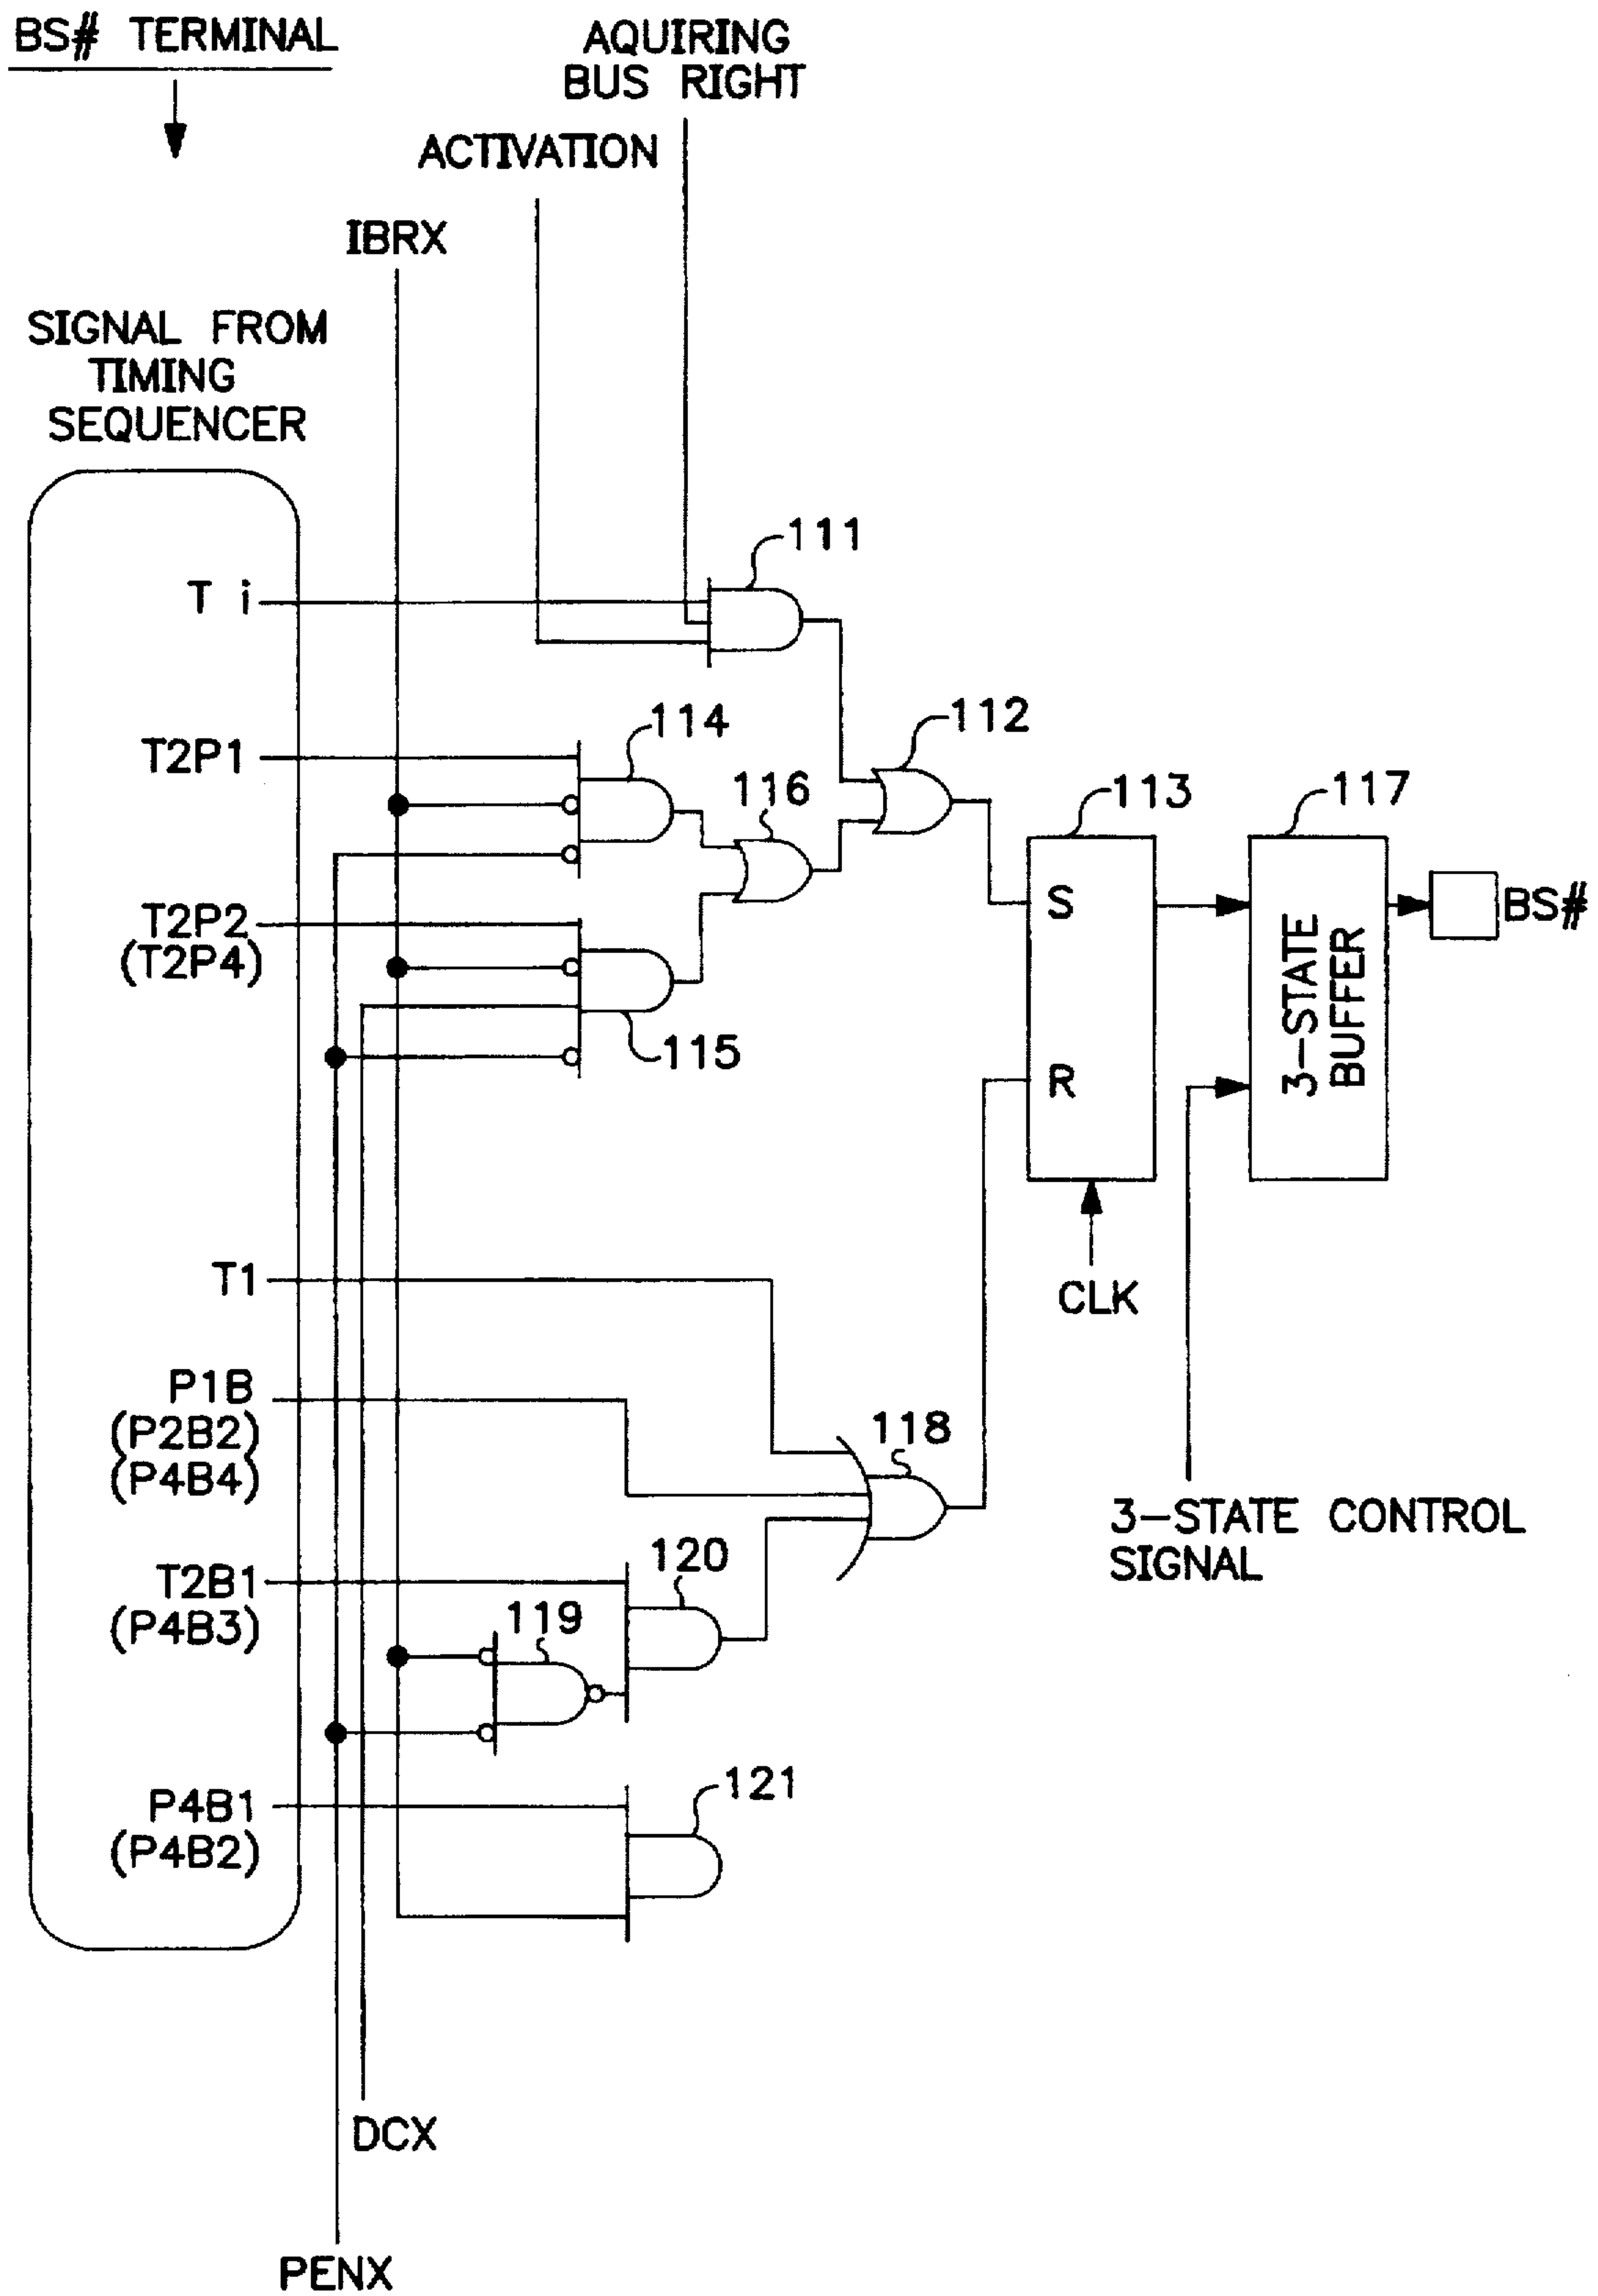 BS# TERMINAL
AQUIRING
BUS RIGHT
ACTIVATION
IBRX
SIGNAL FROM
TIMING
SEQUENCER
111
T i
114
112
T2P1
116
113
117
T2P2
(T2P4)
S
BS#
3-STATE
BUFFER
115
R
T1
CLK
P1B
(P2B2)
(P4B4)
118
3-STATE CONTROL
SIGNAL
120
T2B1
(P4B3)
119
121
P4B1
(P4B2)
DCX
PENX